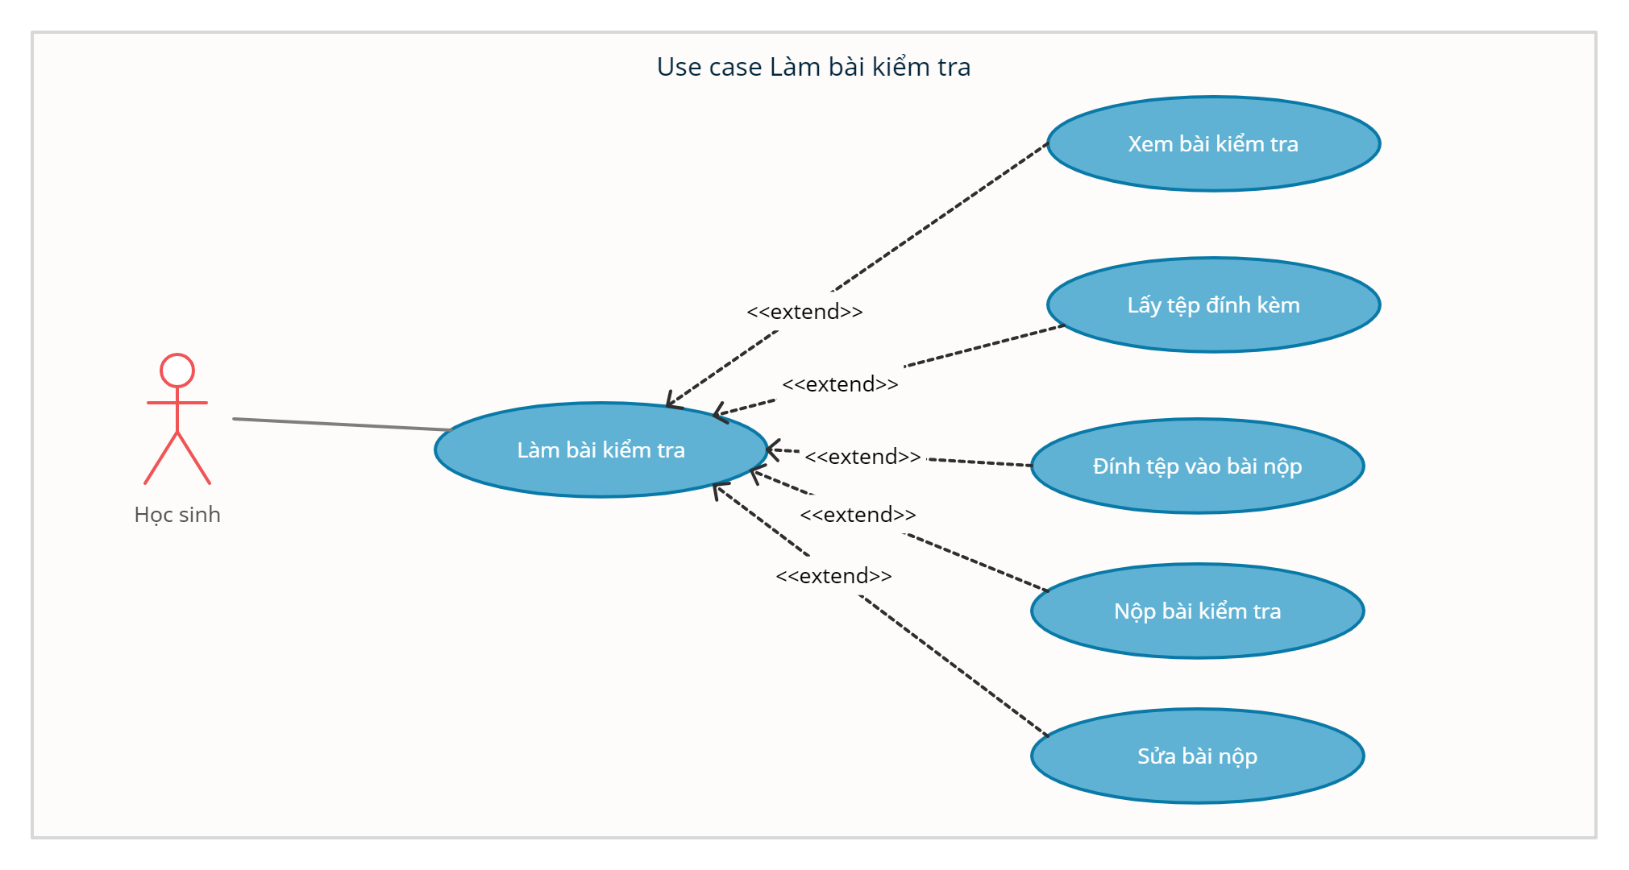 Use case Làm bài kiểm tra
Xem bài kiểm tra
<<extend>>
Lấy tệp đính kèm
<<extend>>
Làm bài kiểm tra
<<extend>>
Đính tệp vào bài nộp
Học sinh
<<extend>>
Nộp bài kiểm tra
<<extend>>
Sửa bài nộp